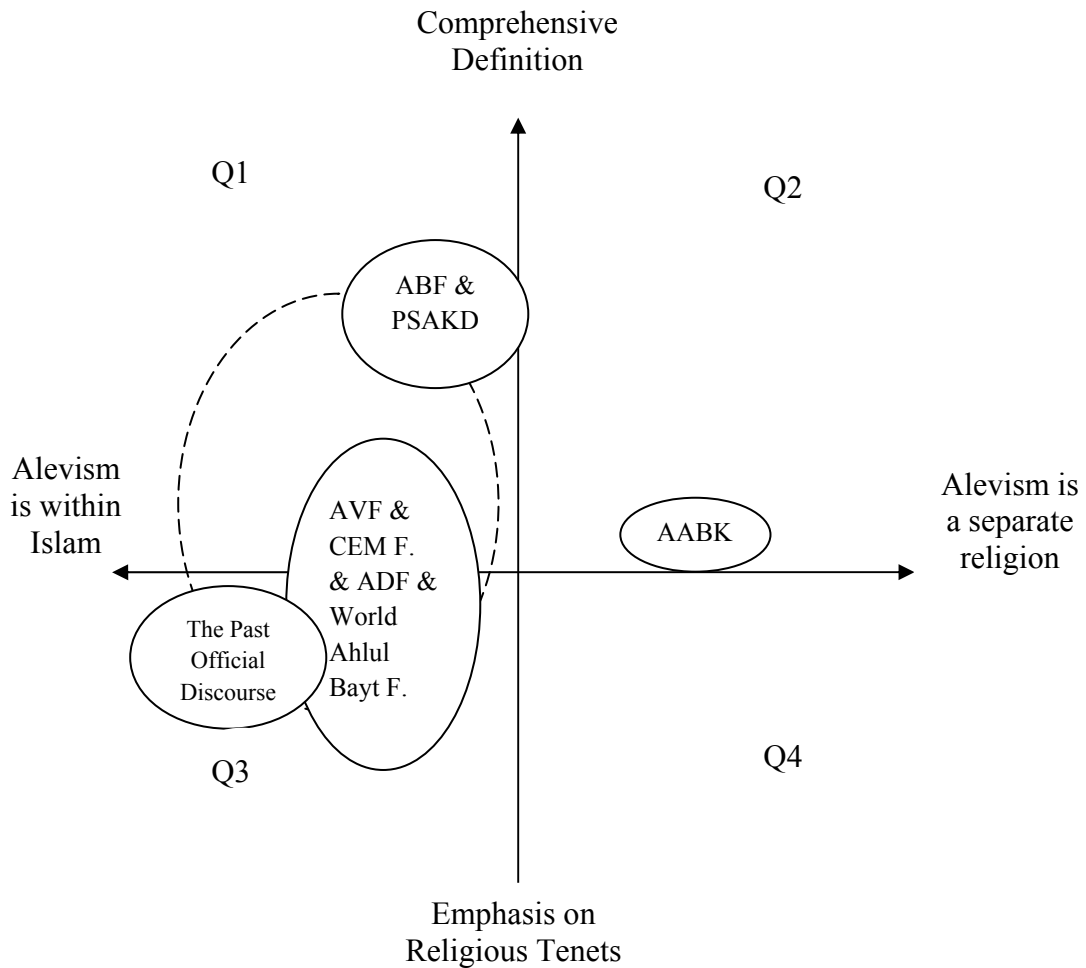 Comprehensive
Definition
Q1
Q2
ABF &
PSAKD
Alevism
is within
Islam
AVF &
CEM F.
& ADF &
World
Ahlul
Bayt F.
AABK
Alevism is
a separate
religion
The Past
Official
Discourse
Q3
Q4
Emphasis on
Religious Tenets